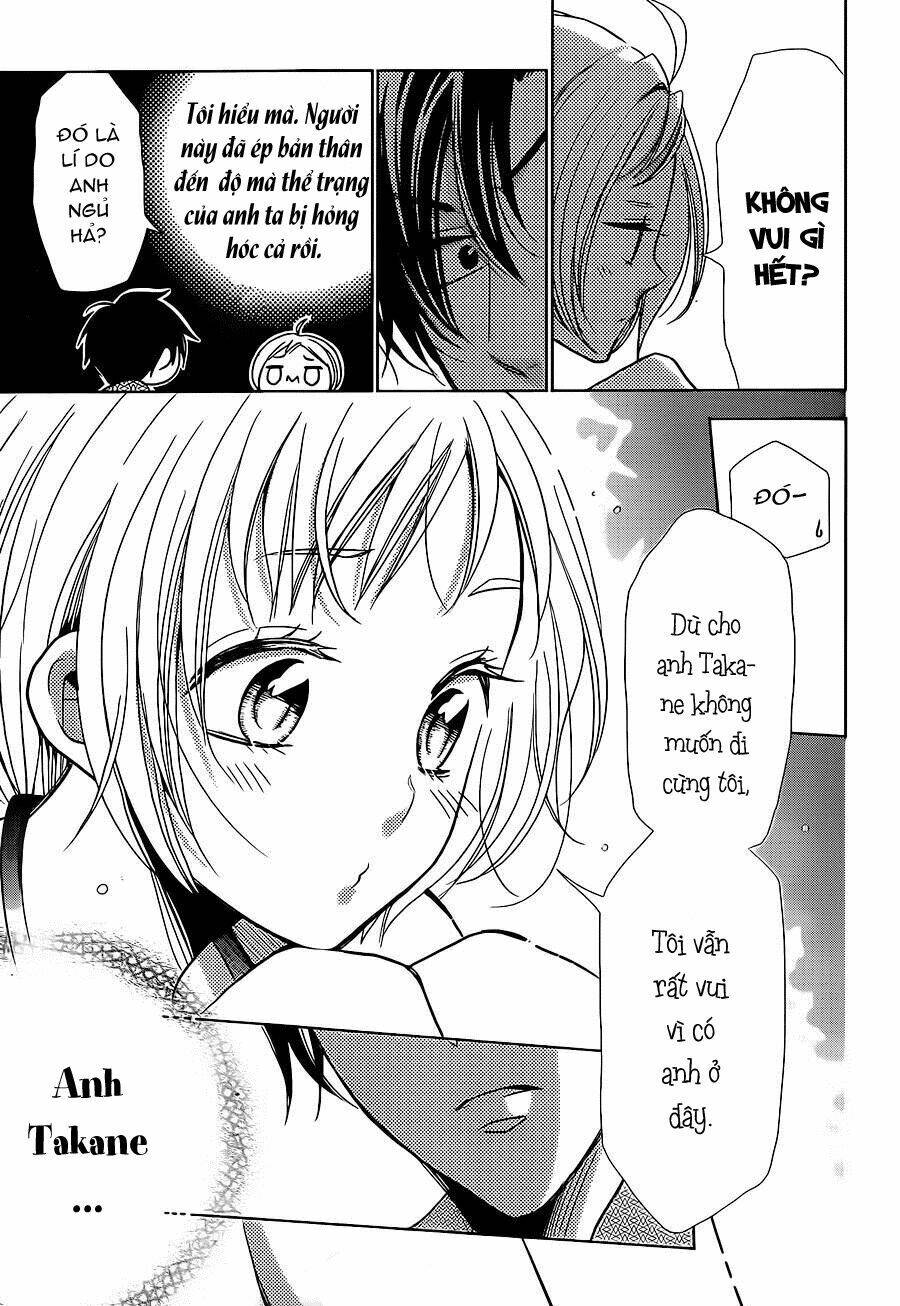 KHÔNG
VUI GÌ
HẾT?
Tôi hiểu mà. Người
này đã ép bản thân
đến độ mà thể trạng
của anh ta bị hỏng
hóc cả rồi.
ĐÓ LÀ
LÍ DO
ANH
NGỦ
HẢ?
ĐÓ-
Dù cho
anh Taka-
ne không
muốn đi
cùng tôi,
Tôi vẫn
rất vui
vì có
anh ở
đây.
Anh
Takane
...